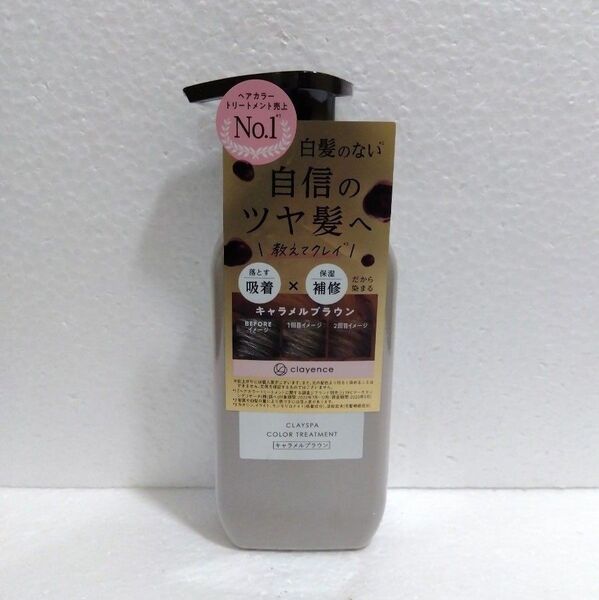 ヘアカラー
トリートメント売上
No.1
白髪のない
自信の
ツヤ髪へ
\ 教えてクレイ /
落とす
吸着
×
保湿
補修
だから
染まる
キャラメルブラウン
BEFORE
イメージ
1回目イメージ
2回目イメージ
clayence
CLAYSPA
COLOR TREATMENT
キャラメルブラウン